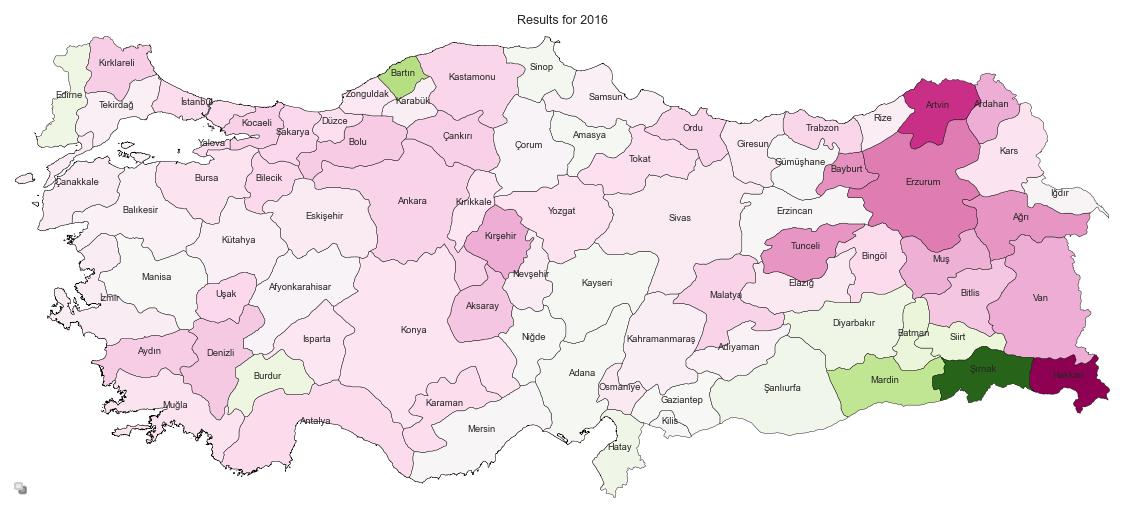 Results for 2016
Kırklareli
Edirne
Tekirdağ
İstanbul
Kocaeli
Yalova
Sakarya
Düzce
Zonguldak
Bartın
Karabük
Kastamonu
Sinop
Samsun
Bolu
Çankırı
Çorum
Amasya
Ordu
Tokat
Giresun
Trabzon
Gümüşhane
Rize
Artvin
Ardahan
Bayburt
Erzurum
Kars
Iğdır
Çanakkale
Balıkesir
Bursa
Bilecik
Eskişehir
Kütahya
Ankara
Kırıkkale
Kırşehir
Yozgat
Sivas
Erzincan
Tunceli
Ağrı
Bingöl
Muş
Bitlis
Van
Manisa
İzmir
Uşak
Afyonkarahisar
Nevşehir
Kayseri
Aksaray
Konya
Niğde
Malatya
Elazığ
Diyarbakır
Batman
Siirt
Aydın
Denizli
Isparta
Burdur
Muğla
Antalya
Karaman
Mersin
Adana
Osmaniye
Kahramanmaraş
Adıyaman
Gaziantep
Kilis
Hatay
Şanlıurfa
Mardin
Şırnak
Hakkari